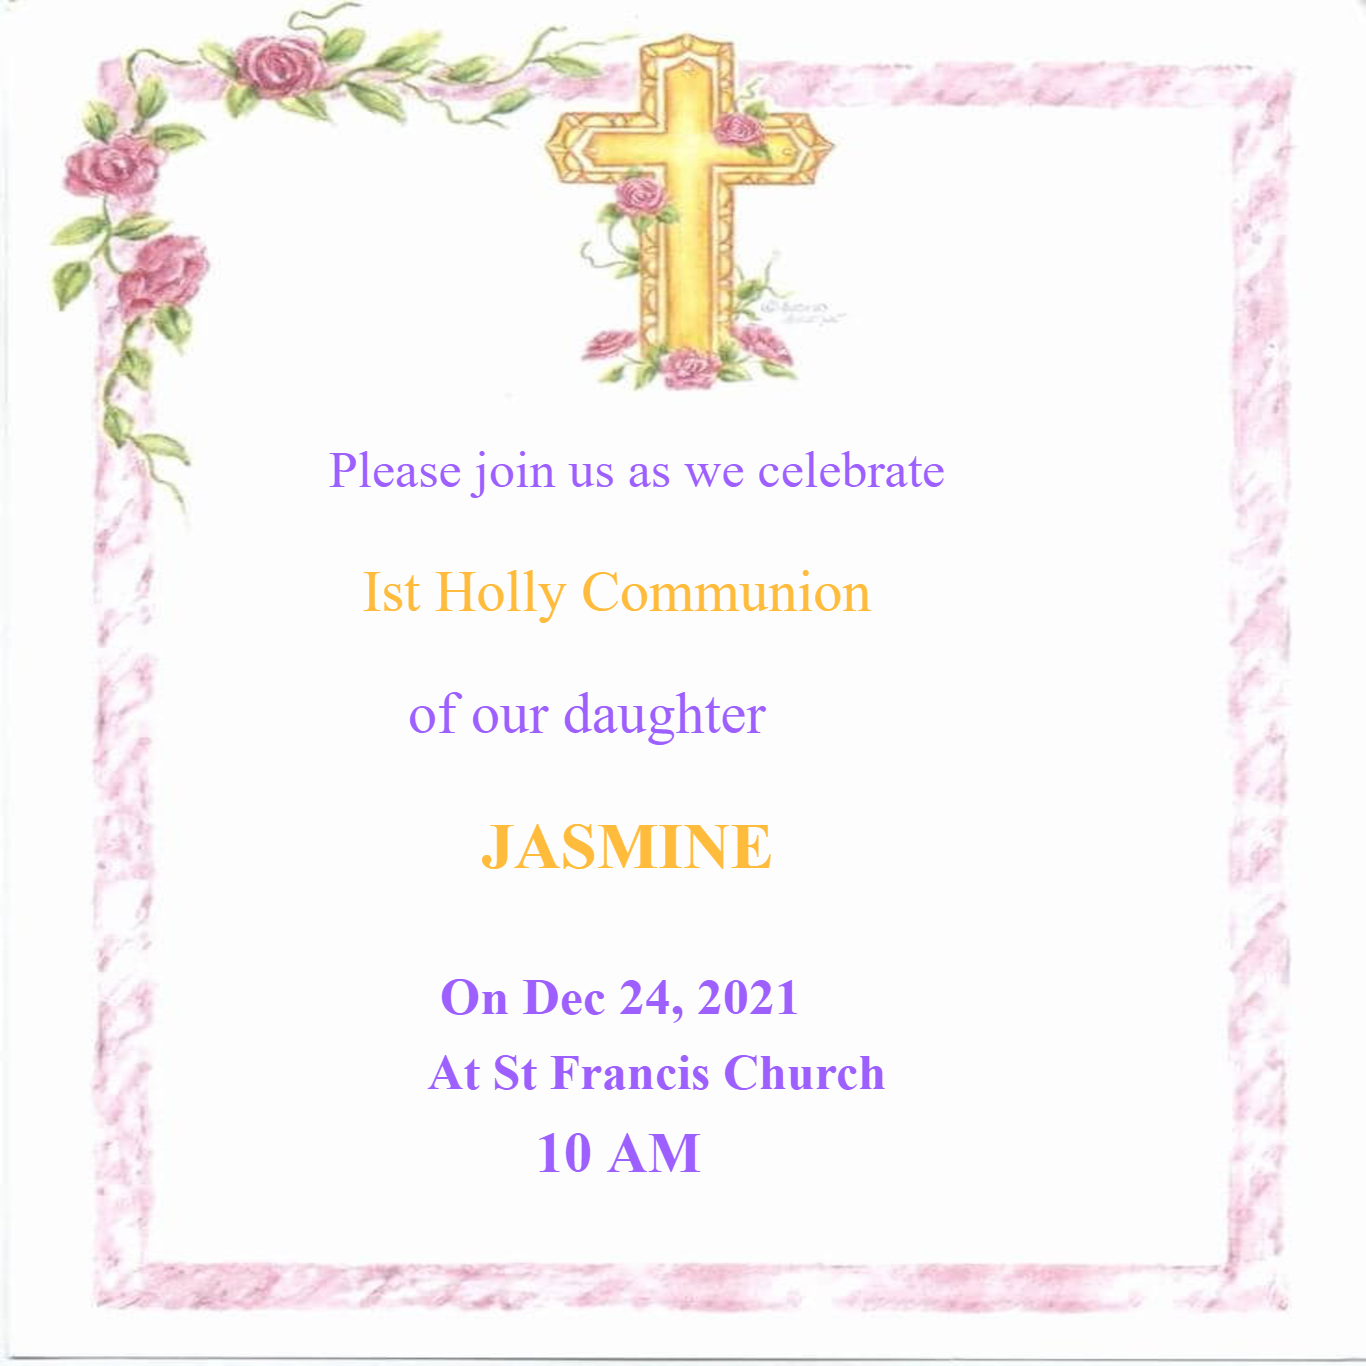 Please join us as we celebrate
Ist Holly Communion
of our daughter
JASMINE
On Dec 24, 2021
At St Francis Church
10 AM